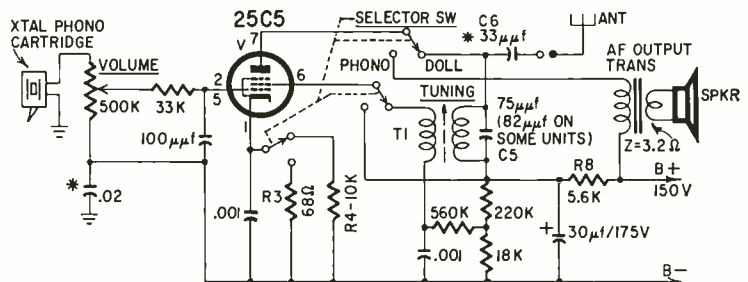 XTAL PHONO
CARTRIDGE
VOLUME
500K
33K
100µµf
* .02
25C5
V 7
2
5
6
1
SELECTOR SW
PHONO
DOLL
C6
* 33µµf
ANT
AF OUTPUT
TRANS
SPKR
Z=3.2Ω
TUNING
T1
75µµf
(82µµf ON
SOME UNITS)
C5
R8
5.6K
B+
150V
.001
R3
68Ω
R4-10K
560K
220K
.001
18K
+
30µf/175V
B-